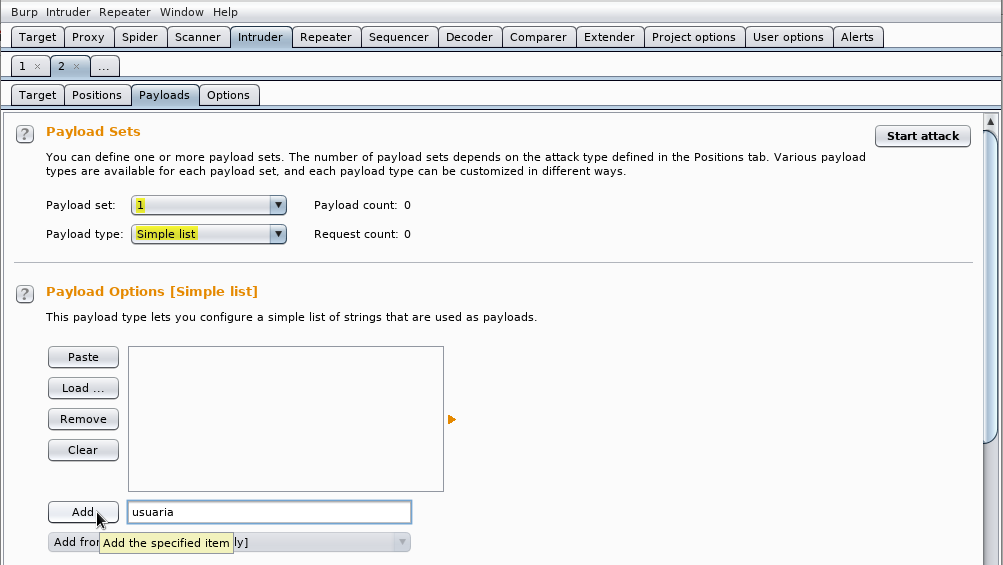 Burp Intruder Repeater Window Help
Target Proxy Spider Scanner Intruder Repeater Sequencer Decoder Comparer Extender Project options User options Alerts
1 × 2 × ...
Target Positions Payloads Options
? Payload Sets
Start attack
You can define one or more payload sets. The number of payload sets depends on the attack type defined in the Positions tab. Various payload
types are available for each payload set, and each payload type can be customized in different ways.
Payload set: 1 Payload count: 0
Payload type: Simple list Request count: 0
? Payload Options [Simple list]
This payload type lets you configure a simple list of strings that are used as payloads.
Paste
Load ...
Remove
Clear
Add usuaria
Add Add the specified item ly]